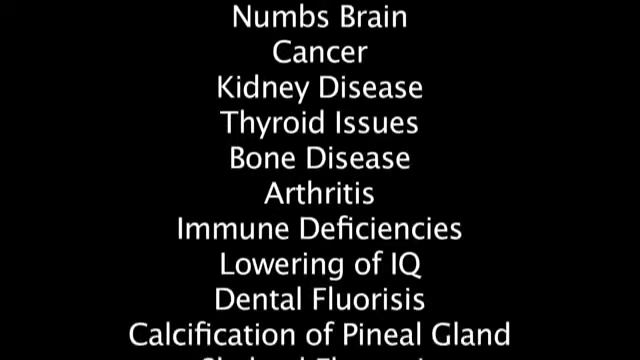 Numbs Brain
Cancer
Kidney Disease
Thyroid Issues
Bone Disease
Arthritis
Immune Deficiencies
Lowering of IQ
Dental Fluorisis
Calcification of Pineal Gland